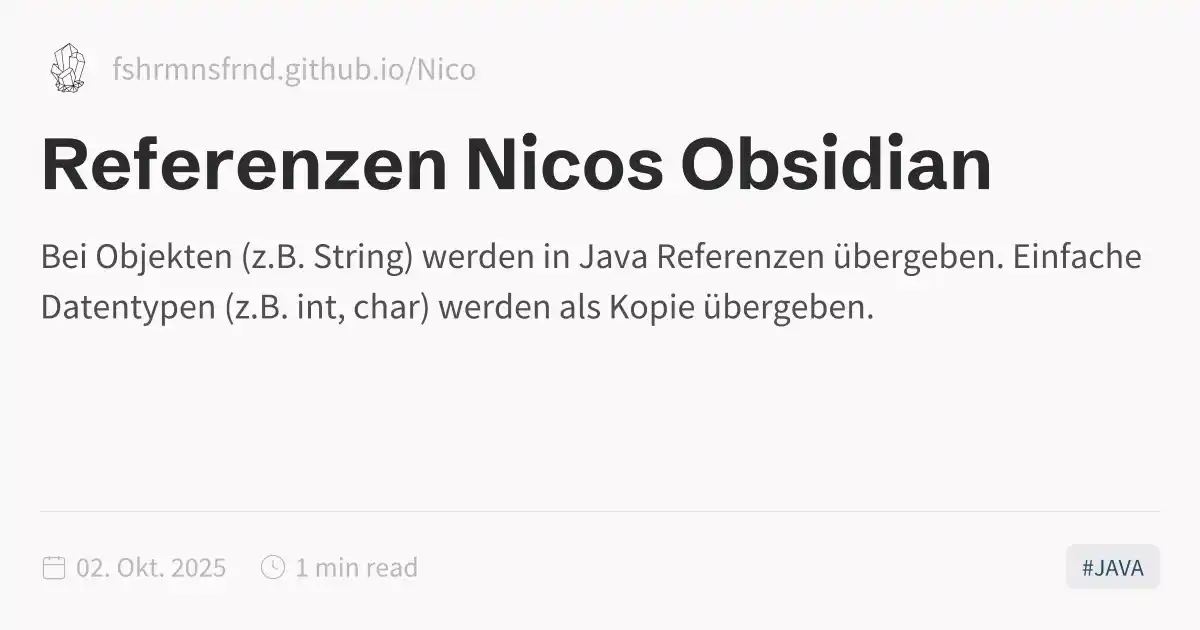 fshrmnsfrnd.github.io/Nico
Referenzen Nicos Obsidian
Bei Objekten (z.B. String) werden in Java Referenzen übergeben. Einfache
Datentypen (z.B. int, char) werden als Kopie übergeben.
02. Okt. 2025 1 min read #JAVA